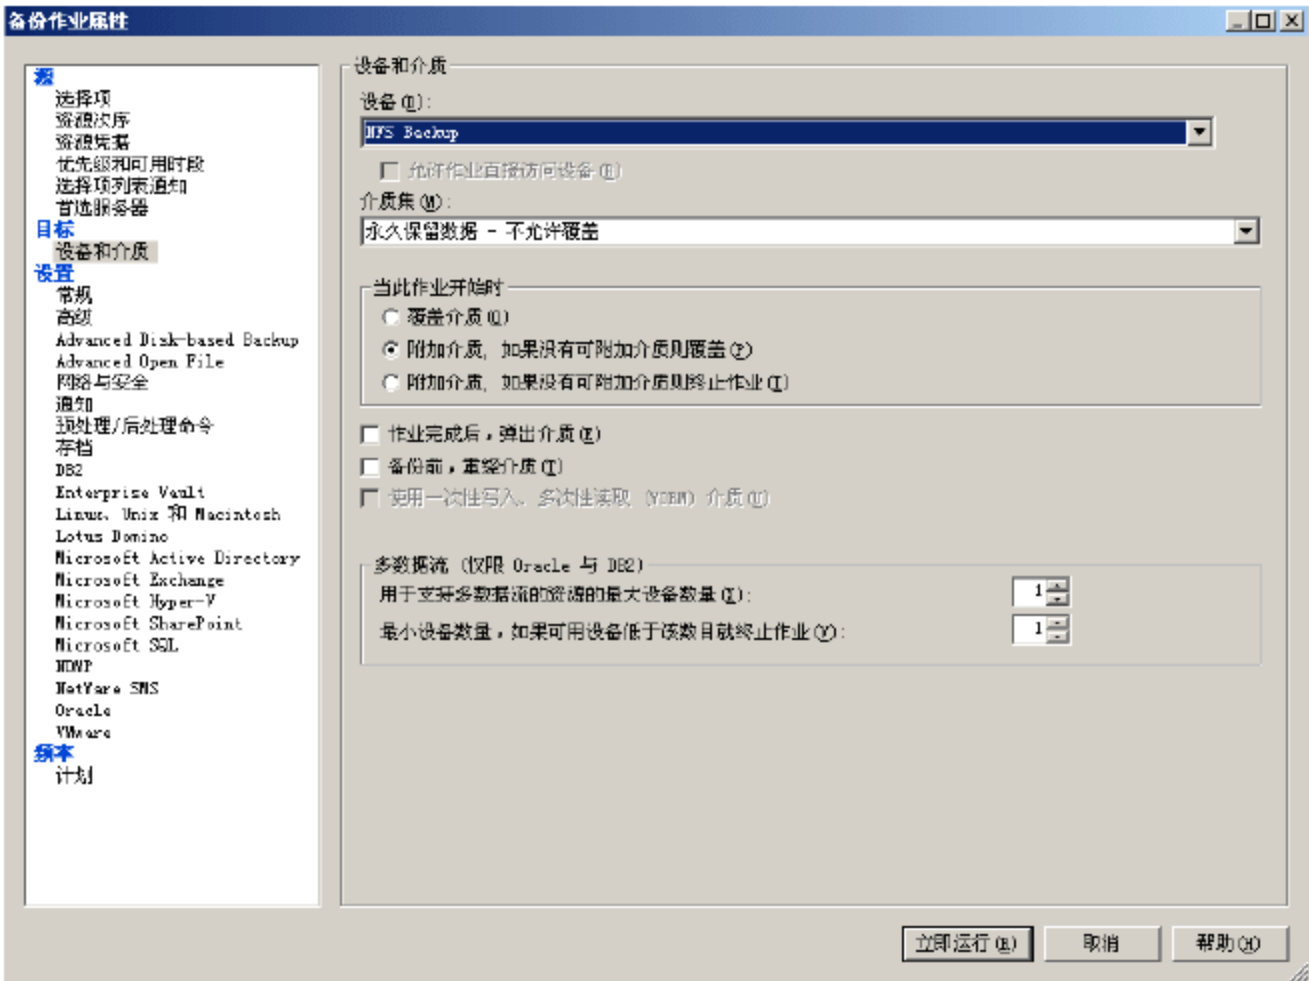 备份作业属性
源
选择项
资源次序
资源凭据
优先级和可用时段
选择项列表通知
首选服务器
目标
设备和介质
设置
常规
高级
Advanced Disk-based Backup
Advanced Open File
网络与安全
通知
预处理/后处理命令
存档
DB2
Enterprise Vault
Linux、Unix 和 Macintosh
Lotus Domino
Microsoft Active Directory
Microsoft Exchange
Microsoft Hyper-V
Microsoft SharePoint
Microsoft SQL
NDMP
NetWare SMS
Oracle
VMware
频率
计划
设备和介质
设备(D):
Backup
允许作业直接访问设备
介质集(M):
永久保留数据 - 不允许覆盖
当此作业开始时
覆盖介质(O)
附加介质，如果没有可附加介质则覆盖(P)
附加介质，如果没有可附加介质则终止作业(I)
作业完成后，弹出介质(E)
备份前，重绕介质(T)
使用一次性写入、多次性读取 (WORM) 介质(U)
多数据流 (仅限 Oracle 与 DB2)
用于支持多数据流的资源的最大设备数量(X):
1
最小设备数量，如果可用设备低于该数目就终止作业(Y):
1
立即运行(R)
取消
帮助(H)